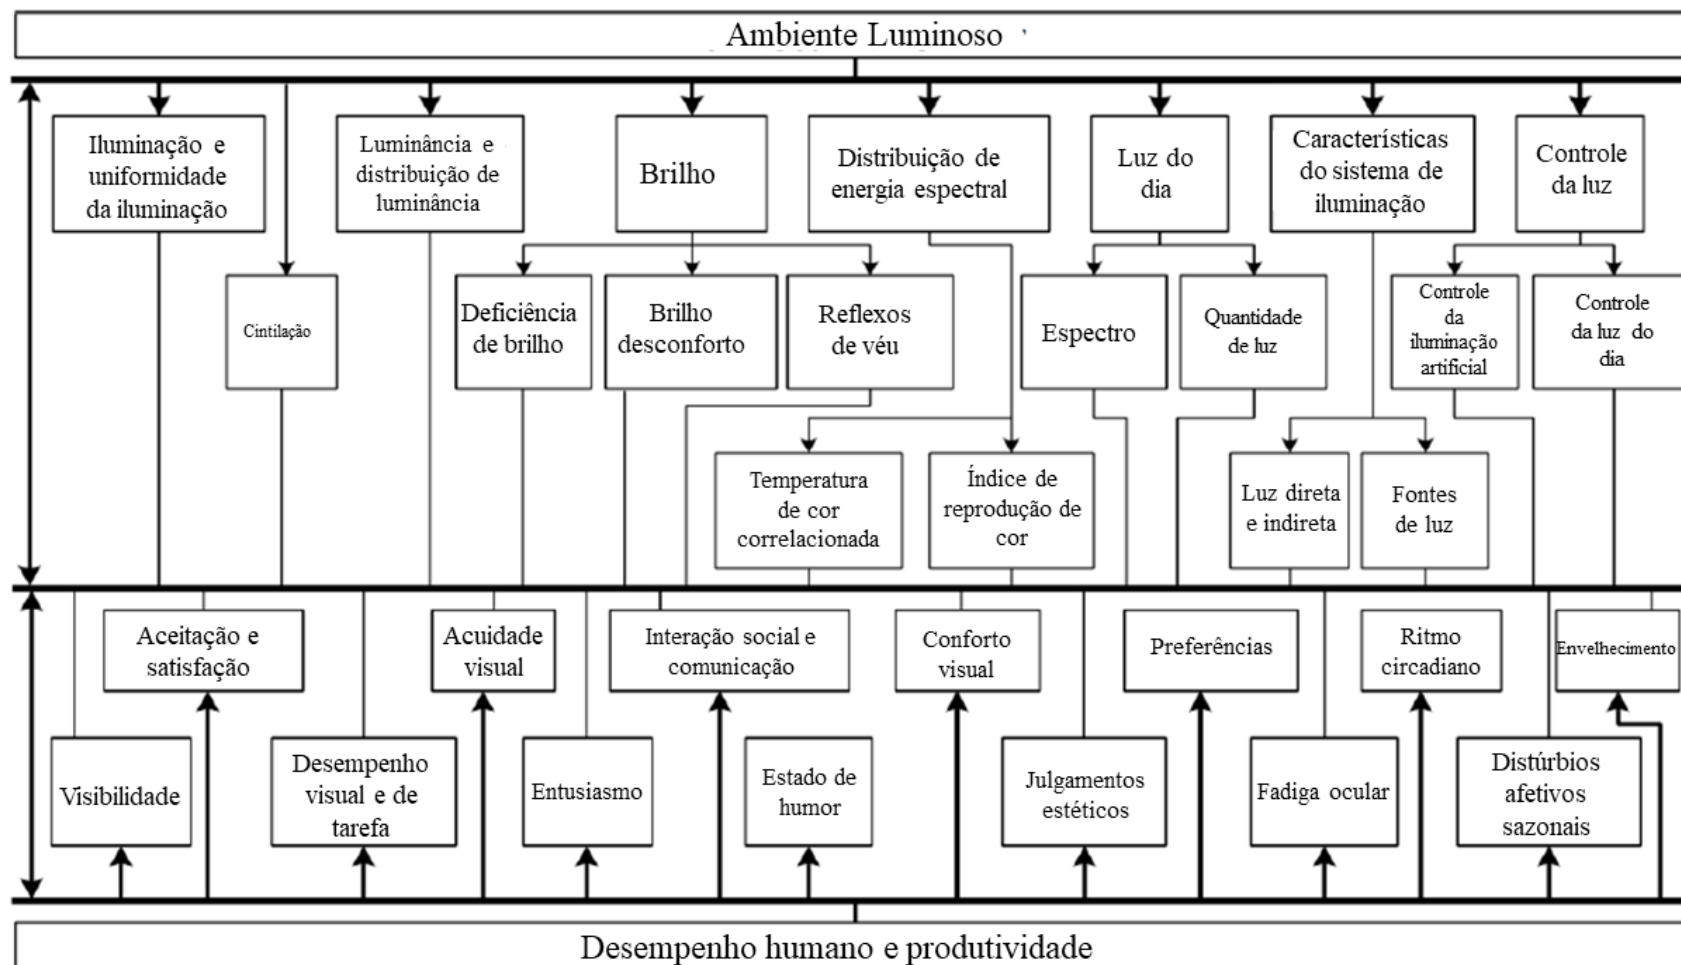 Ambiente Luminoso
Iluminação e
uniformidade
da iluminação
Luminância e
distribuição de
luminância
Brilho
Distribuição de
energia espectral
Luz do
dia
Características
do sistema de
iluminação
Controle
da luz
Cintilação
Deficiência
de brilho
Brilho
desconforto
Reflexos
de véu
Espectro
Quantidade
de luz
Controle
da
iluminação
artificial
Controle
da luz do
dia
Temperatura
de cor
correlacionada
Índice de
reprodução de
cor
Luz direta
e indireta
Fontes
de luz
Aceitação e
satisfação
Acuidade
visual
Interação social e
comunicação
Conforto
visual
Preferências
Ritmo
circadiano
Envelhecimento
Visibilidade
Desempenho
visual e de
tarefa
Entusiasmo
Estado de
humor
Julgamentos
estéticos
Fadiga ocular
Distúrbios
afetivos
sazonais
Desempenho humano e produtividade